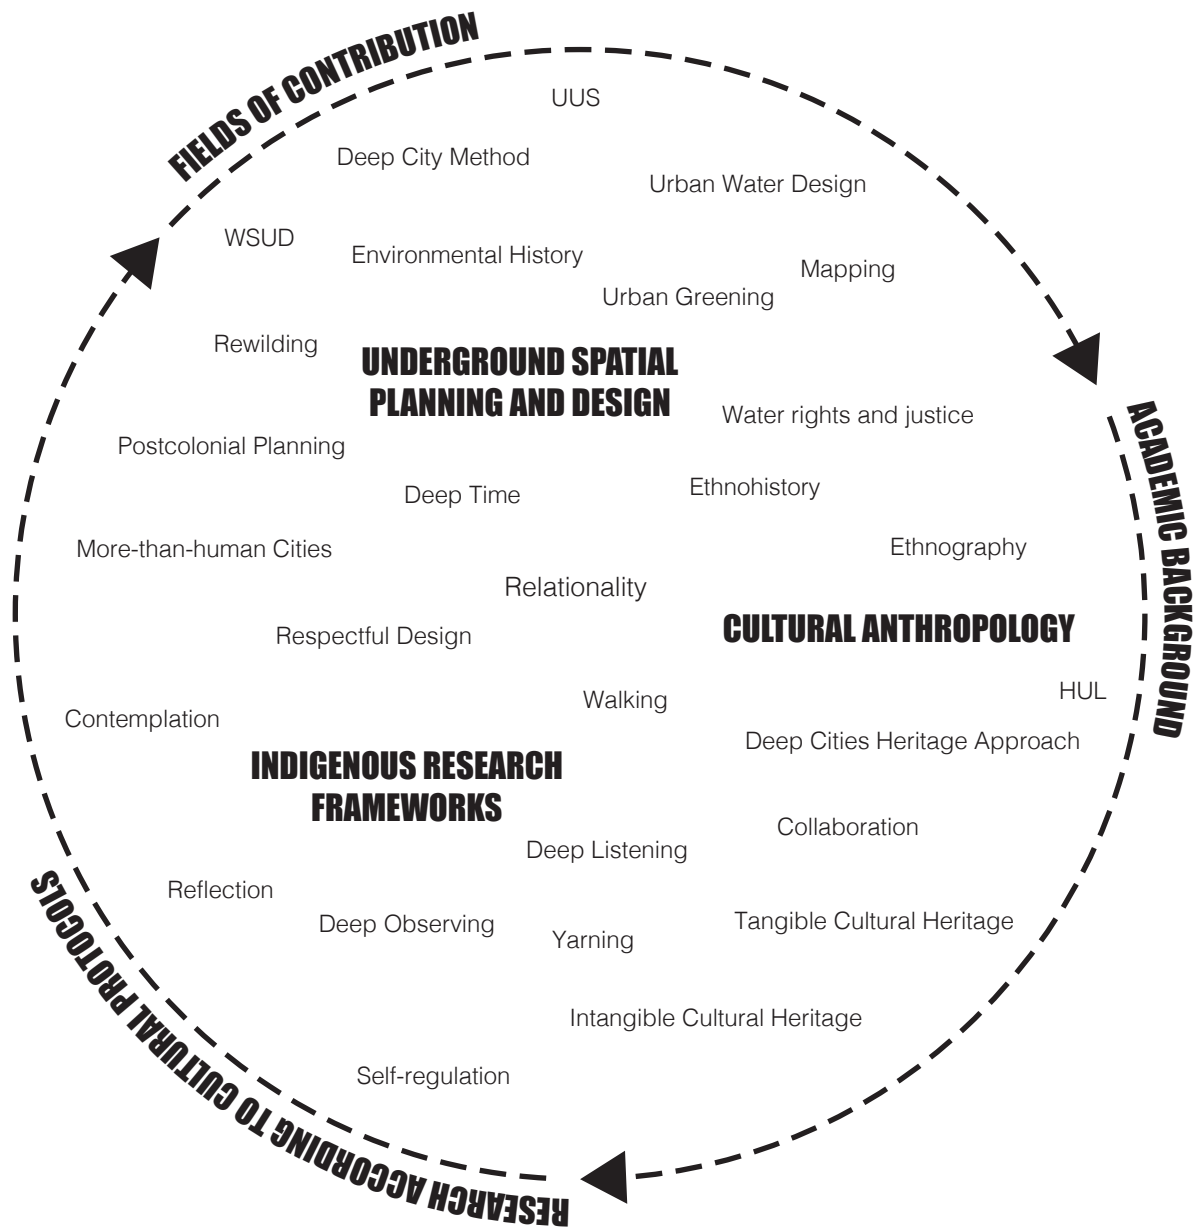 FIELDS OF CONTRIBUTION
UUS
Deep City Method
Urban Water Design
WSUD
Environmental History
Mapping
Urban Greening
Rewilding
UNDERGROUND SPATIAL
PLANNING AND DESIGN
Water rights and justice
Postcolonial Planning
Deep Time
Ethnohistory
More-than-human Cities
Ethnography
Relationality
ACADEMIC BACKGROUND
Respectful Design
CULTURAL ANTHROPOLOGY
Walking
HUL
Contemplation
Deep Cities Heritage Approach
INDIGENOUS RESEARCH
FRAMEWORKS
Collaboration
Deep Listening
Reflection
Deep Observing
Yarning
Tangible Cultural Heritage
Intangible Cultural Heritage
Self-regulation
RESEARCH ACCORDING TO CULTURAL PROTOCOLS